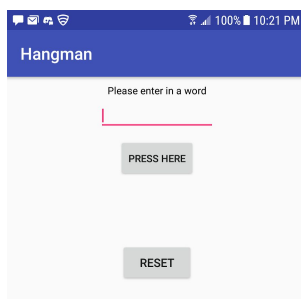 100% 10:21 PM
Hangman
Please enter in a word
PRESS HERE
RESET